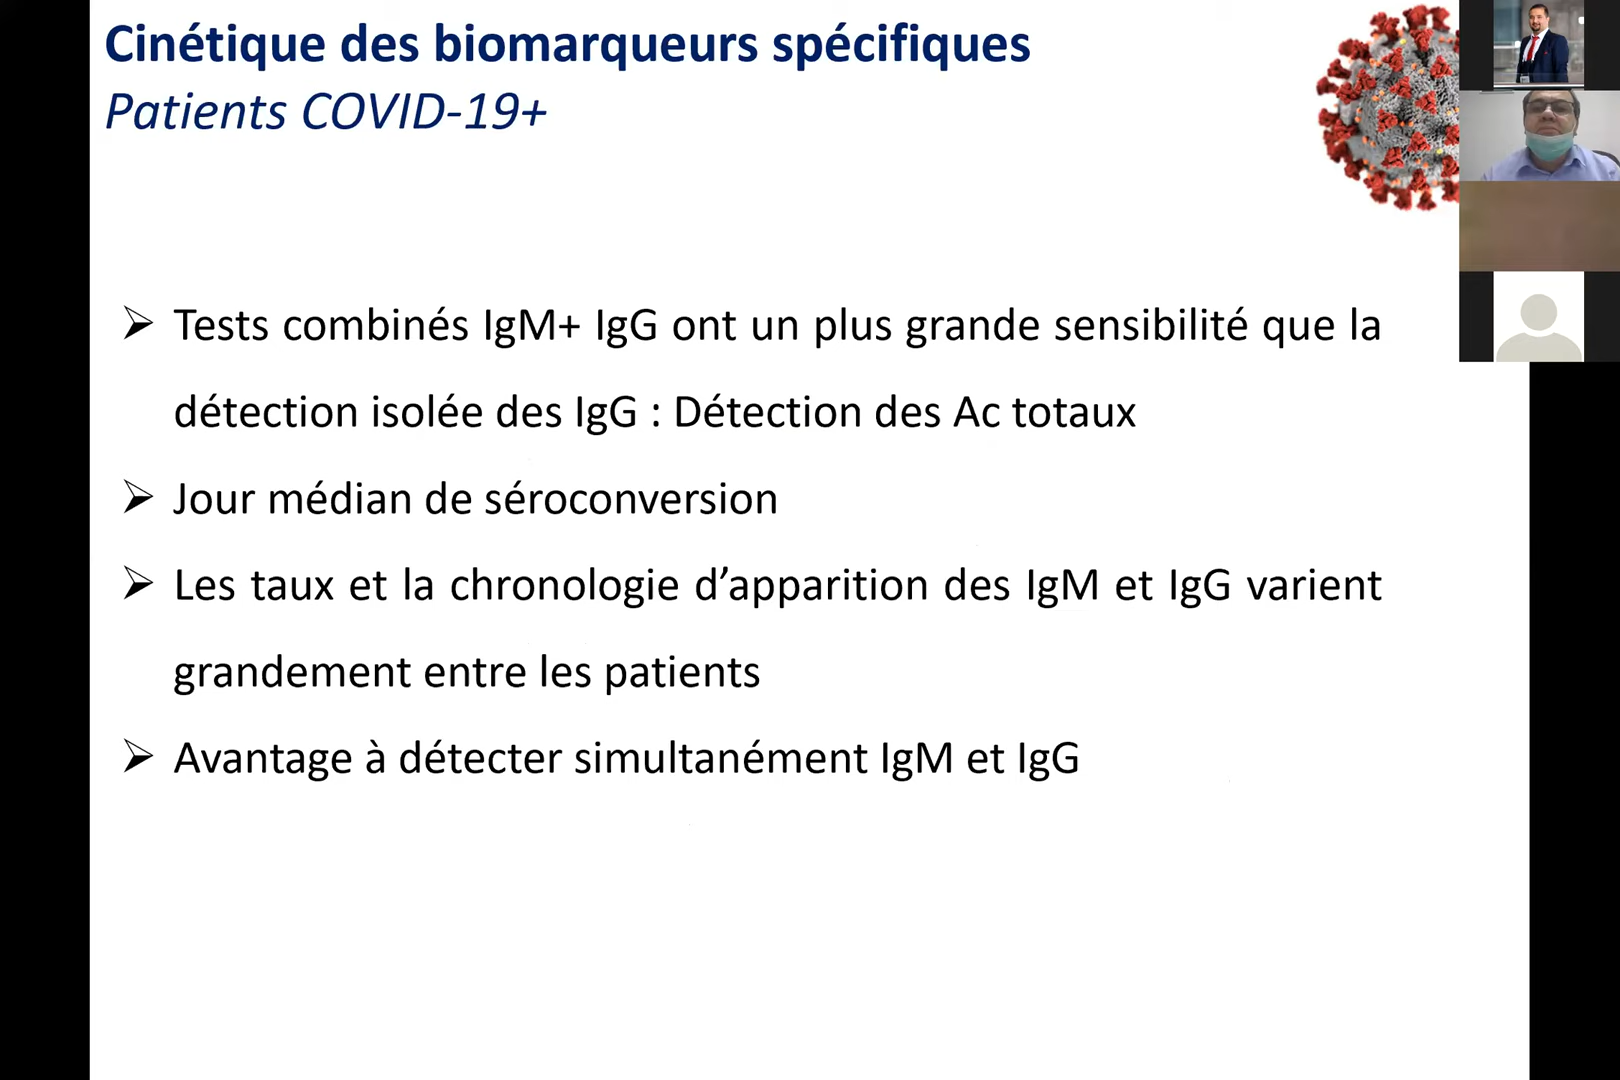 Cinétique des biomarqueurs spécifiques
Patients COVID-19+
➢ Tests combinés IgM+ IgG ont un plus grande sensibilité que la
détection isolée des IgG : Détection des Ac totaux
➢ Jour médian de séroconversion
➢ Les taux et la chronologie d’apparition des IgM et IgG varient
grandement entre les patients
➢ Avantage à détecter simultanément IgM et IgG